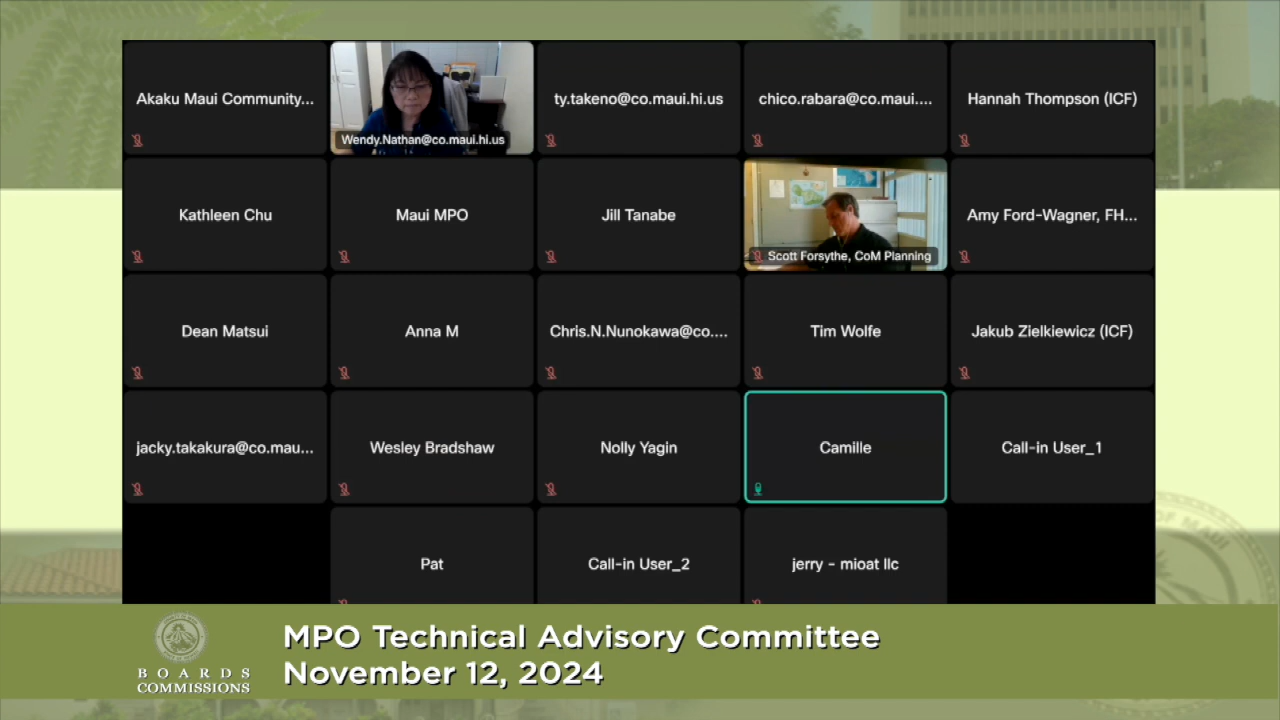 Akaku Maui Community...
Wendy.Nathan@co.maui.hi.us
ty.takeno@co.maui.hi.us
chico.rabara@co.maui....
Hannah Thompson (ICF)
Kathleen Chu
Maui MPO
Jill Tanabe
Scott Forsythe, CoM Planning
Amy Ford-Wagner, FH...
Dean Matsui
Anna M
Chris.N.Nunokawa@co....
Tim Wolfe
Jakub Zielkiewicz (ICF)
jacky.takakura@co.mau...
Wesley Bradshaw
Nolly Yagin
Camille
Call-in User_1
Pat
Call-in User_2
jerry - mioat llc
BOARDS
COMMISSIONS
MPO Technical Advisory Committee
November 12, 2024